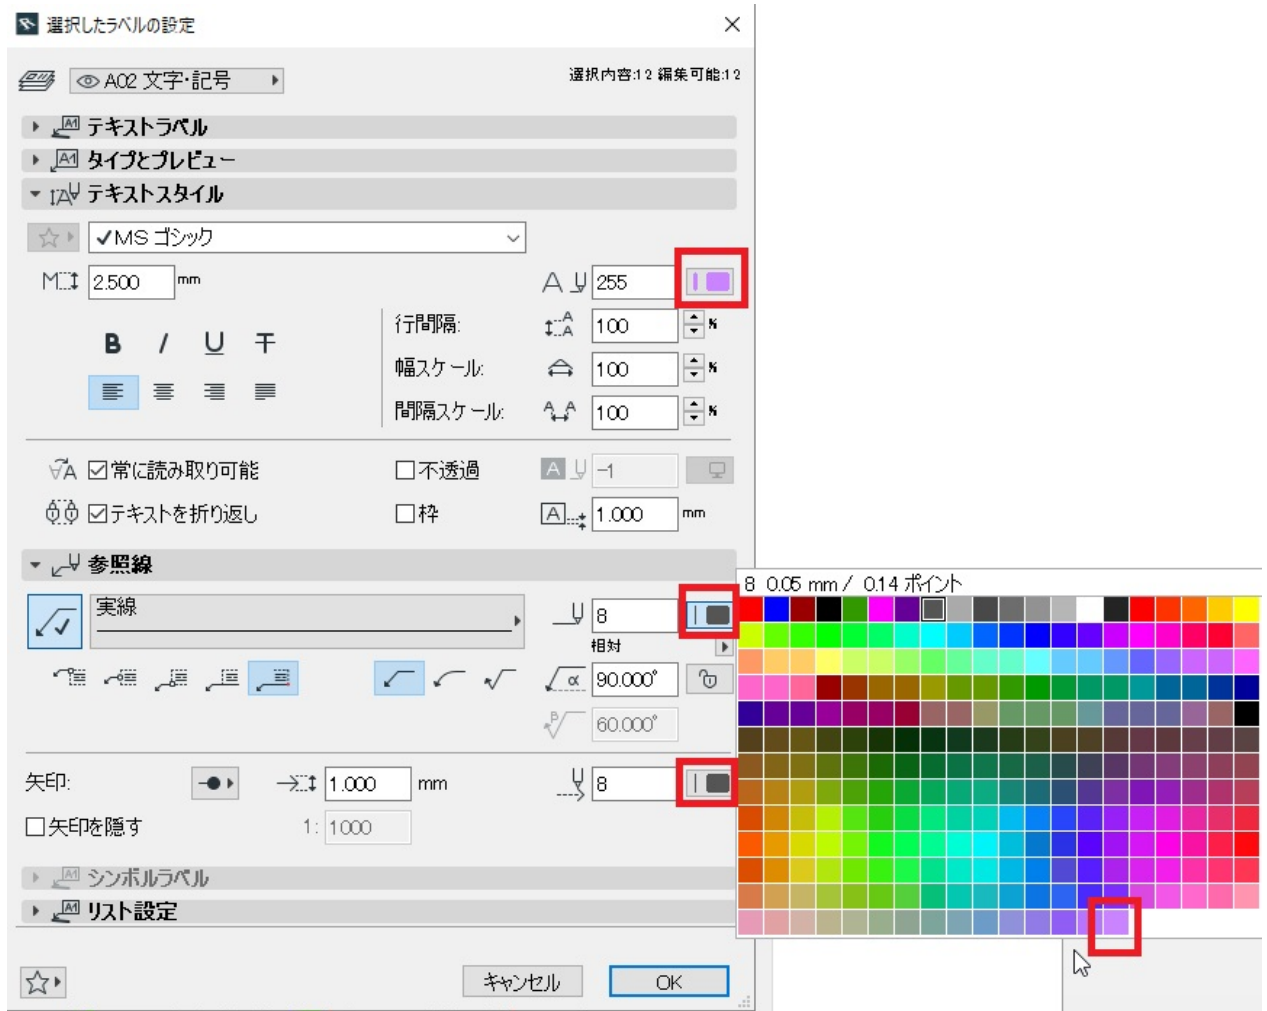 選択したラベルの設定
A02 文字・記号
選択内容:12 編集可能:12
テキストラベル
タイプとプレビュー
テキストスタイル
✓MS ゴシック
2.500 mm
255
B I U T
行間隔: 100 %
幅スケール: 100 %
間隔スケール: 100 %
常に読み取り可能
不透過
-1
テキストを折り返し
枠
1.000 mm
参照線
8 0.05 mm / 0.14 ポイント
実線
8
相対
90.000°
60.000°
矢印:
1.000 mm
8
矢印を隠す
1: 1000
シンボルラベル
リスト設定
キャンセル
OK